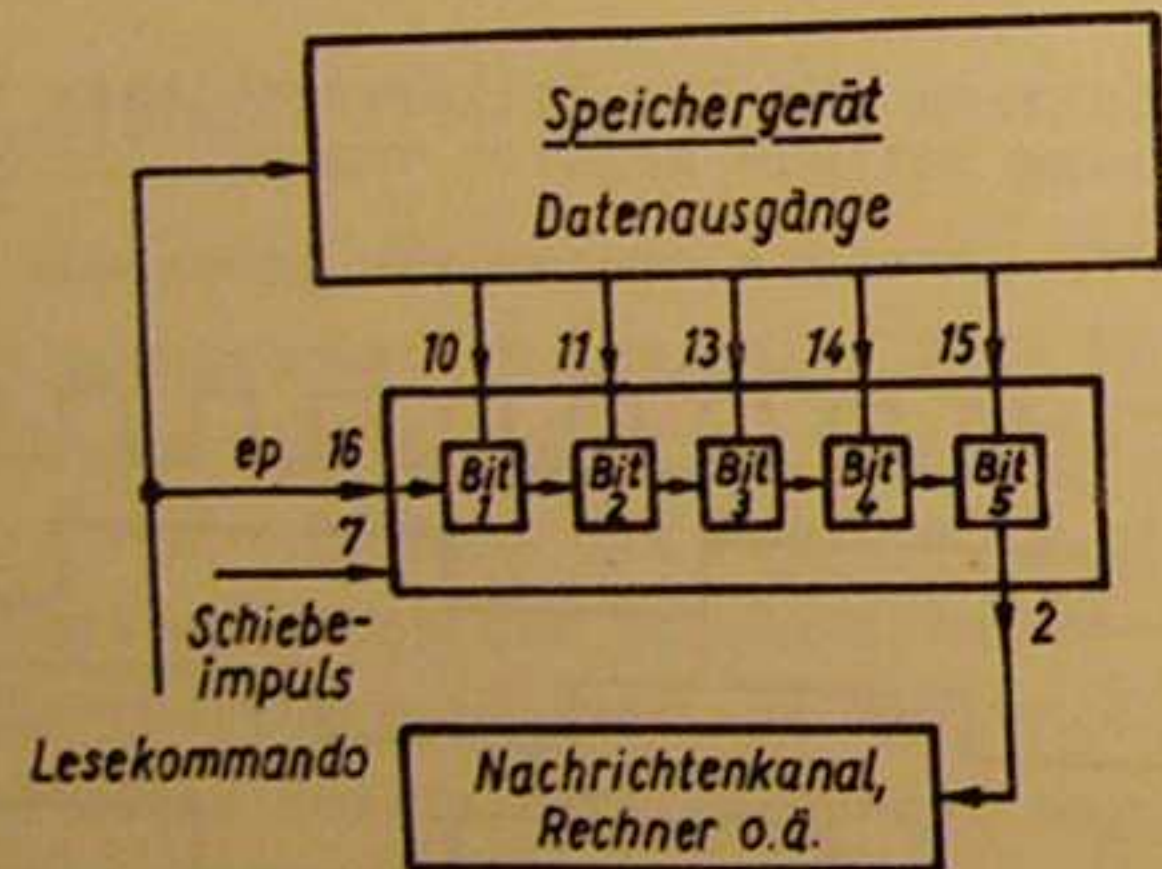 Speichergerät
Datenausgänge
10 11 13 14 15
ep 16
Bit 1
Bit 2
Bit 3
Bit 4
Bit 5
7
Schiebe-
impuls
2
Lesekommando
Nachrichtenkanal,
Rechner o.ä.